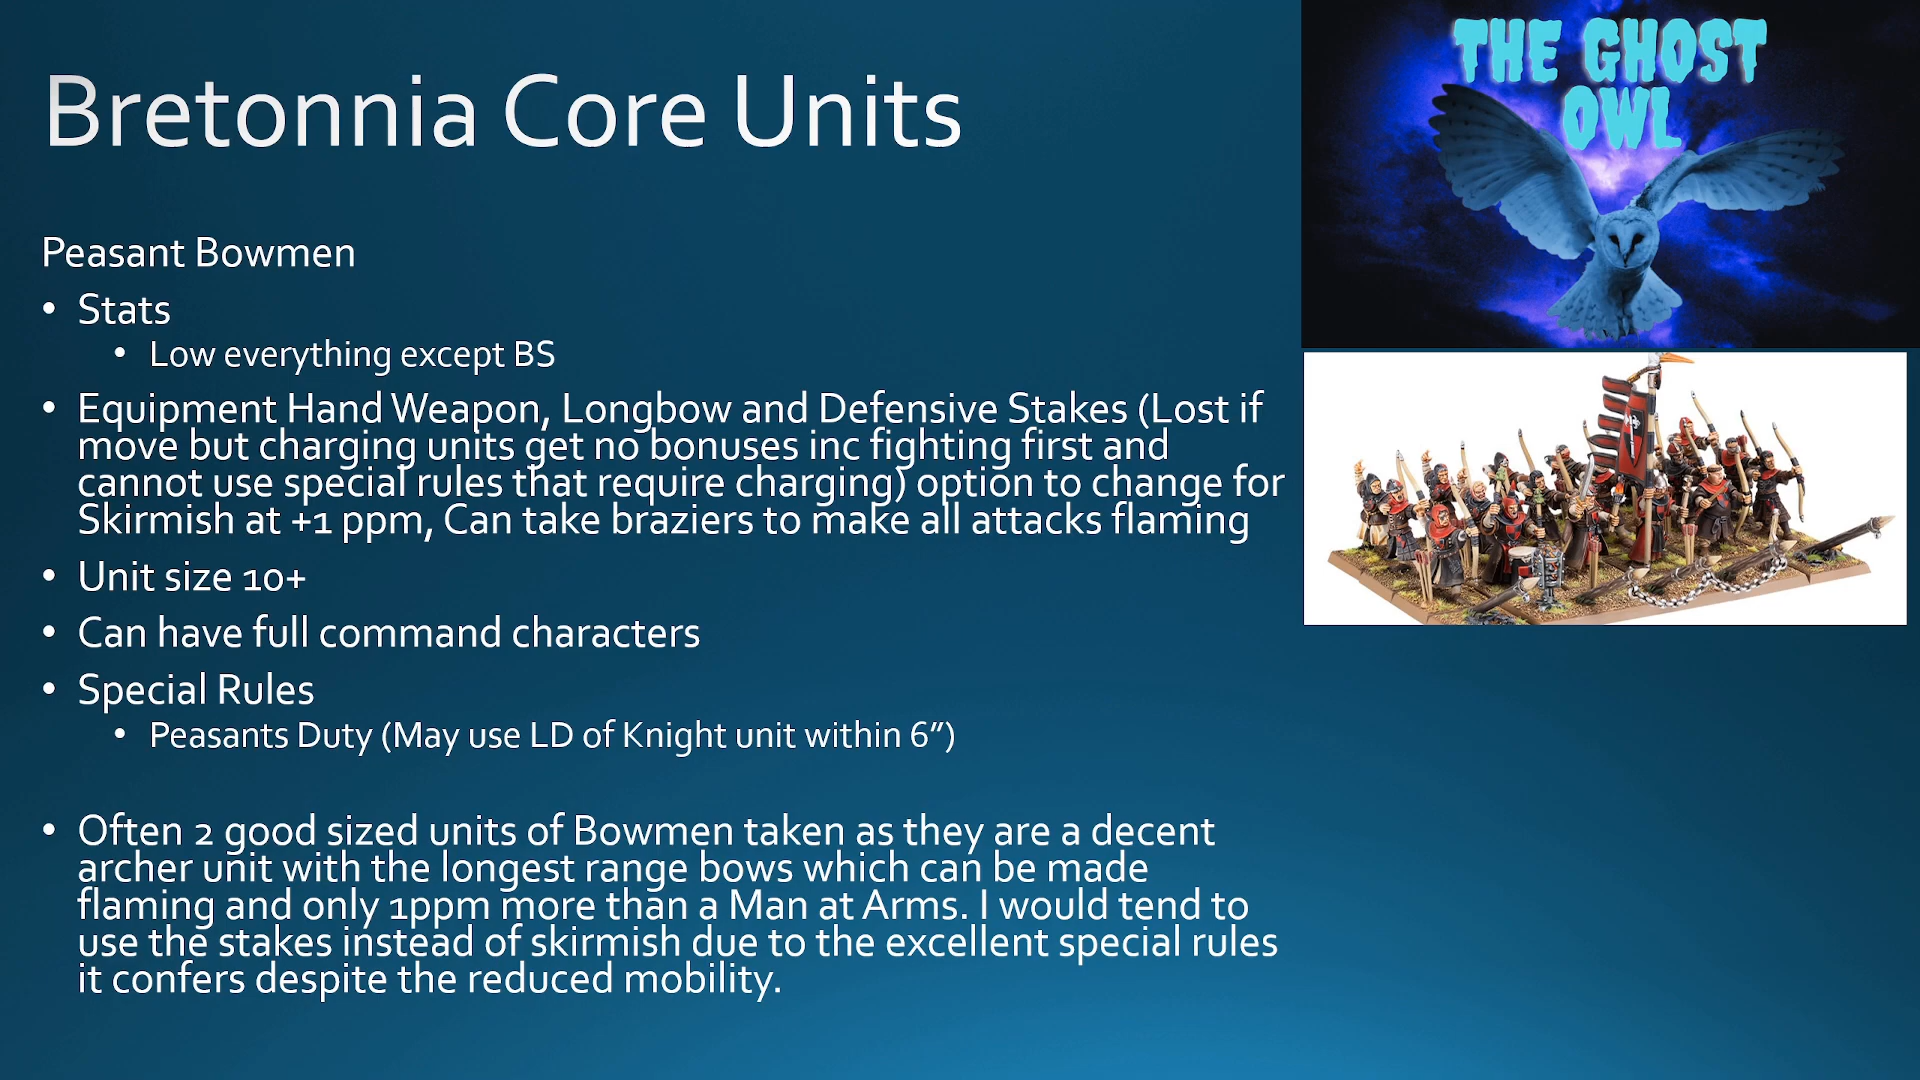 Bretonnia Core Units
THE GHOST
OWL
Peasant Bowmen
• Stats
• Low everything except BS
• Equipment Hand Weapon, Longbow and Defensive Stakes (Lost if
move but charging units get no bonuses inc fighting first and
cannot use special rules that require charging) option to change for
Skirmish at +1 ppm, Can take braziers to make all attacks flaming
• Unit size 10+
• Can have full command characters
• Special Rules
• Peasants Duty (May use LD of Knight unit within 6”)
• Often 2 good sized units of Bowmen taken as they are a decent
archer unit with the longest range bows which can be made
flaming and only 1ppm more than a Man at Arms. I would tend to
use the stakes instead of skirmish due to the excellent special rules
it confers despite the reduced mobility.